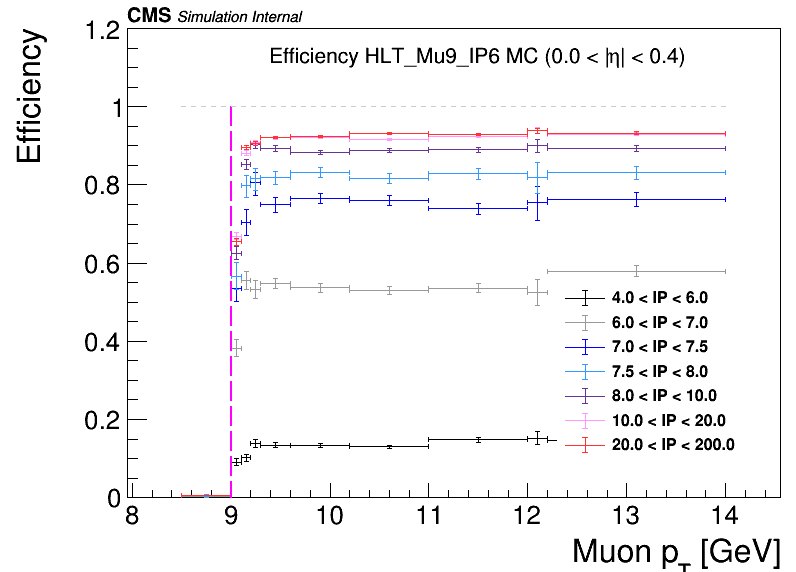 CMS Simulation Internal
Efficiency HLT_Mu9_IP6 MC (0.0 < |η| < 0.4)
Efficiency
1.2
1
0.8
0.6
0.4
0.2
0
4.0 < IP < 6.0
6.0 < IP < 7.0
7.0 < IP < 7.5
7.5 < IP < 8.0
8.0 < IP < 10.0
10.0 < IP < 20.0
20.0 < IP < 200.0
8 9 10 11 12 13 14
Muon p_T [GeV]